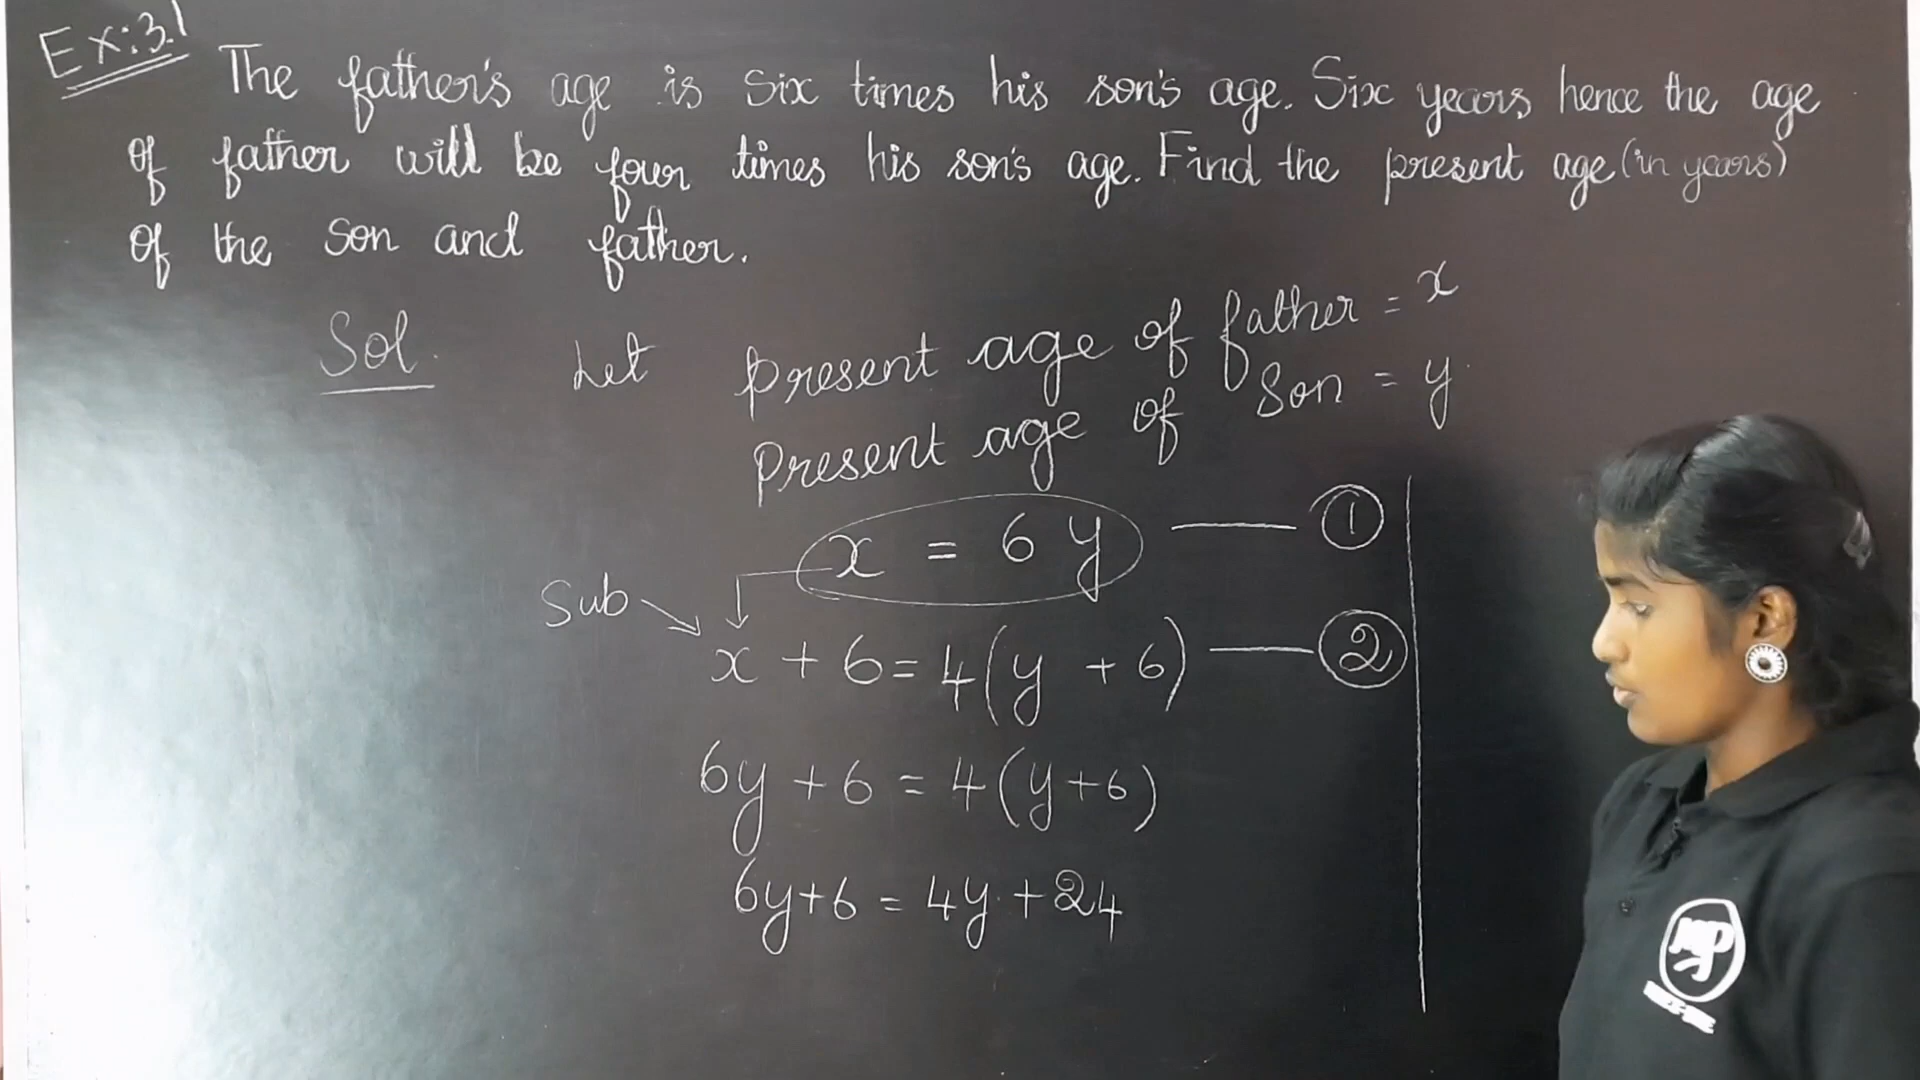 Ex:3.1
The father's age is six times his son's age. Six years hence the age
of father will be four times his son's age. Find the present age (in years)
of the son and father.
Sol. Let present age of father = x
Present age of son = y
x = 6y —— ①
Sub
x + 6 = 4(y + 6) —— ②
6y + 6 = 4(y+6)
6y+6 = 4y + 24